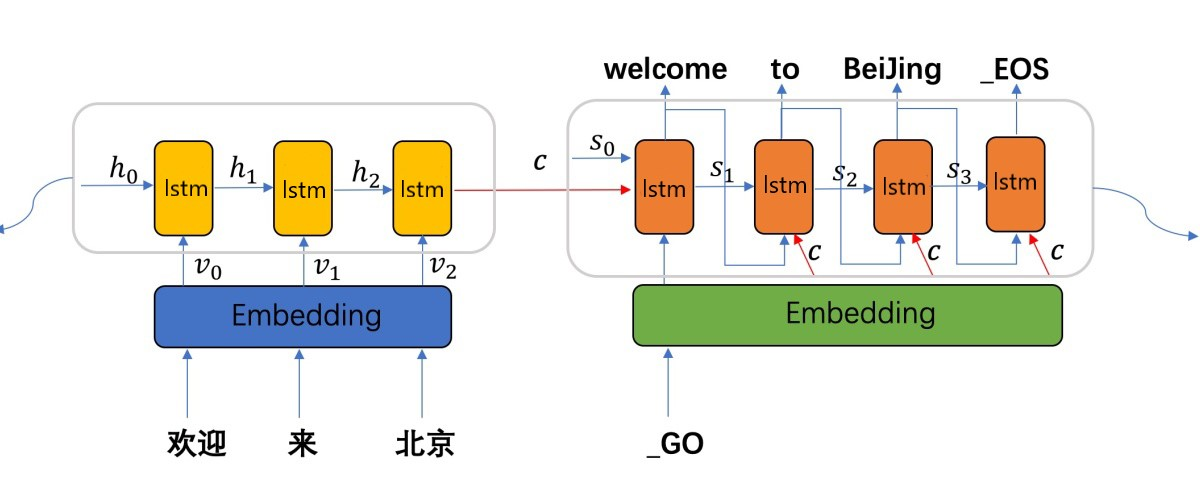 welcome to BeiJing _EOS
h₀ lstm h₁ lstm h₂ lstm c s₀ lstm s₁ lstm s₂ lstm s₃ lstm
c c c
v₀ v₁ v₂
Embedding Embedding
欢迎 来 北京 _GO